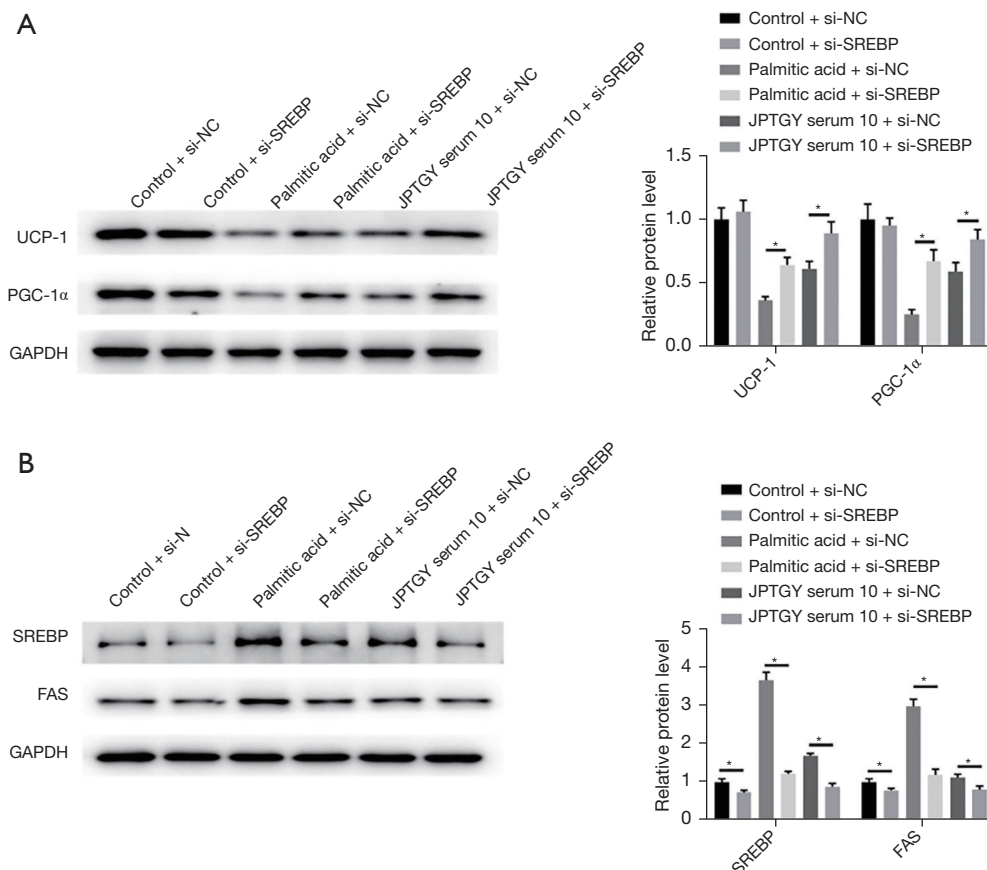 A
Control + si-NC
Control + si-SREBP
Palmitic acid + si-NC
Palmitic acid + si-SREBP
JPTGY serum 10 + si-NC
JPTGY serum 10 + si-SREBP
UCP-1
PGC-1α
GAPDH
Control + si-NC
Control + si-SREBP
Palmitic acid + si-NC
Palmitic acid + si-SREBP
JPTGY serum 10 + si-NC
JPTGY serum 10 + si-SREBP
Relative protein level
1.5
1.0
0.5
0.0
* * * *
UCP-1
PGC-1α
B
Control + si-N
Control + si-SREBP
Palmitic acid + si-NC
Palmitic acid + si-SREBP
JPTGY serum 10 + si-NC
JPTGY serum 10 + si-SREBP
SREBP
FAS
GAPDH
Control + si-NC
Control + si-SREBP
Palmitic acid + si-NC
Palmitic acid + si-SREBP
JPTGY serum 10 + si-NC
JPTGY serum 10 + si-SREBP
Relative protein level
5
4
3
2
1
0
* * * * * *
SREBP
FAS